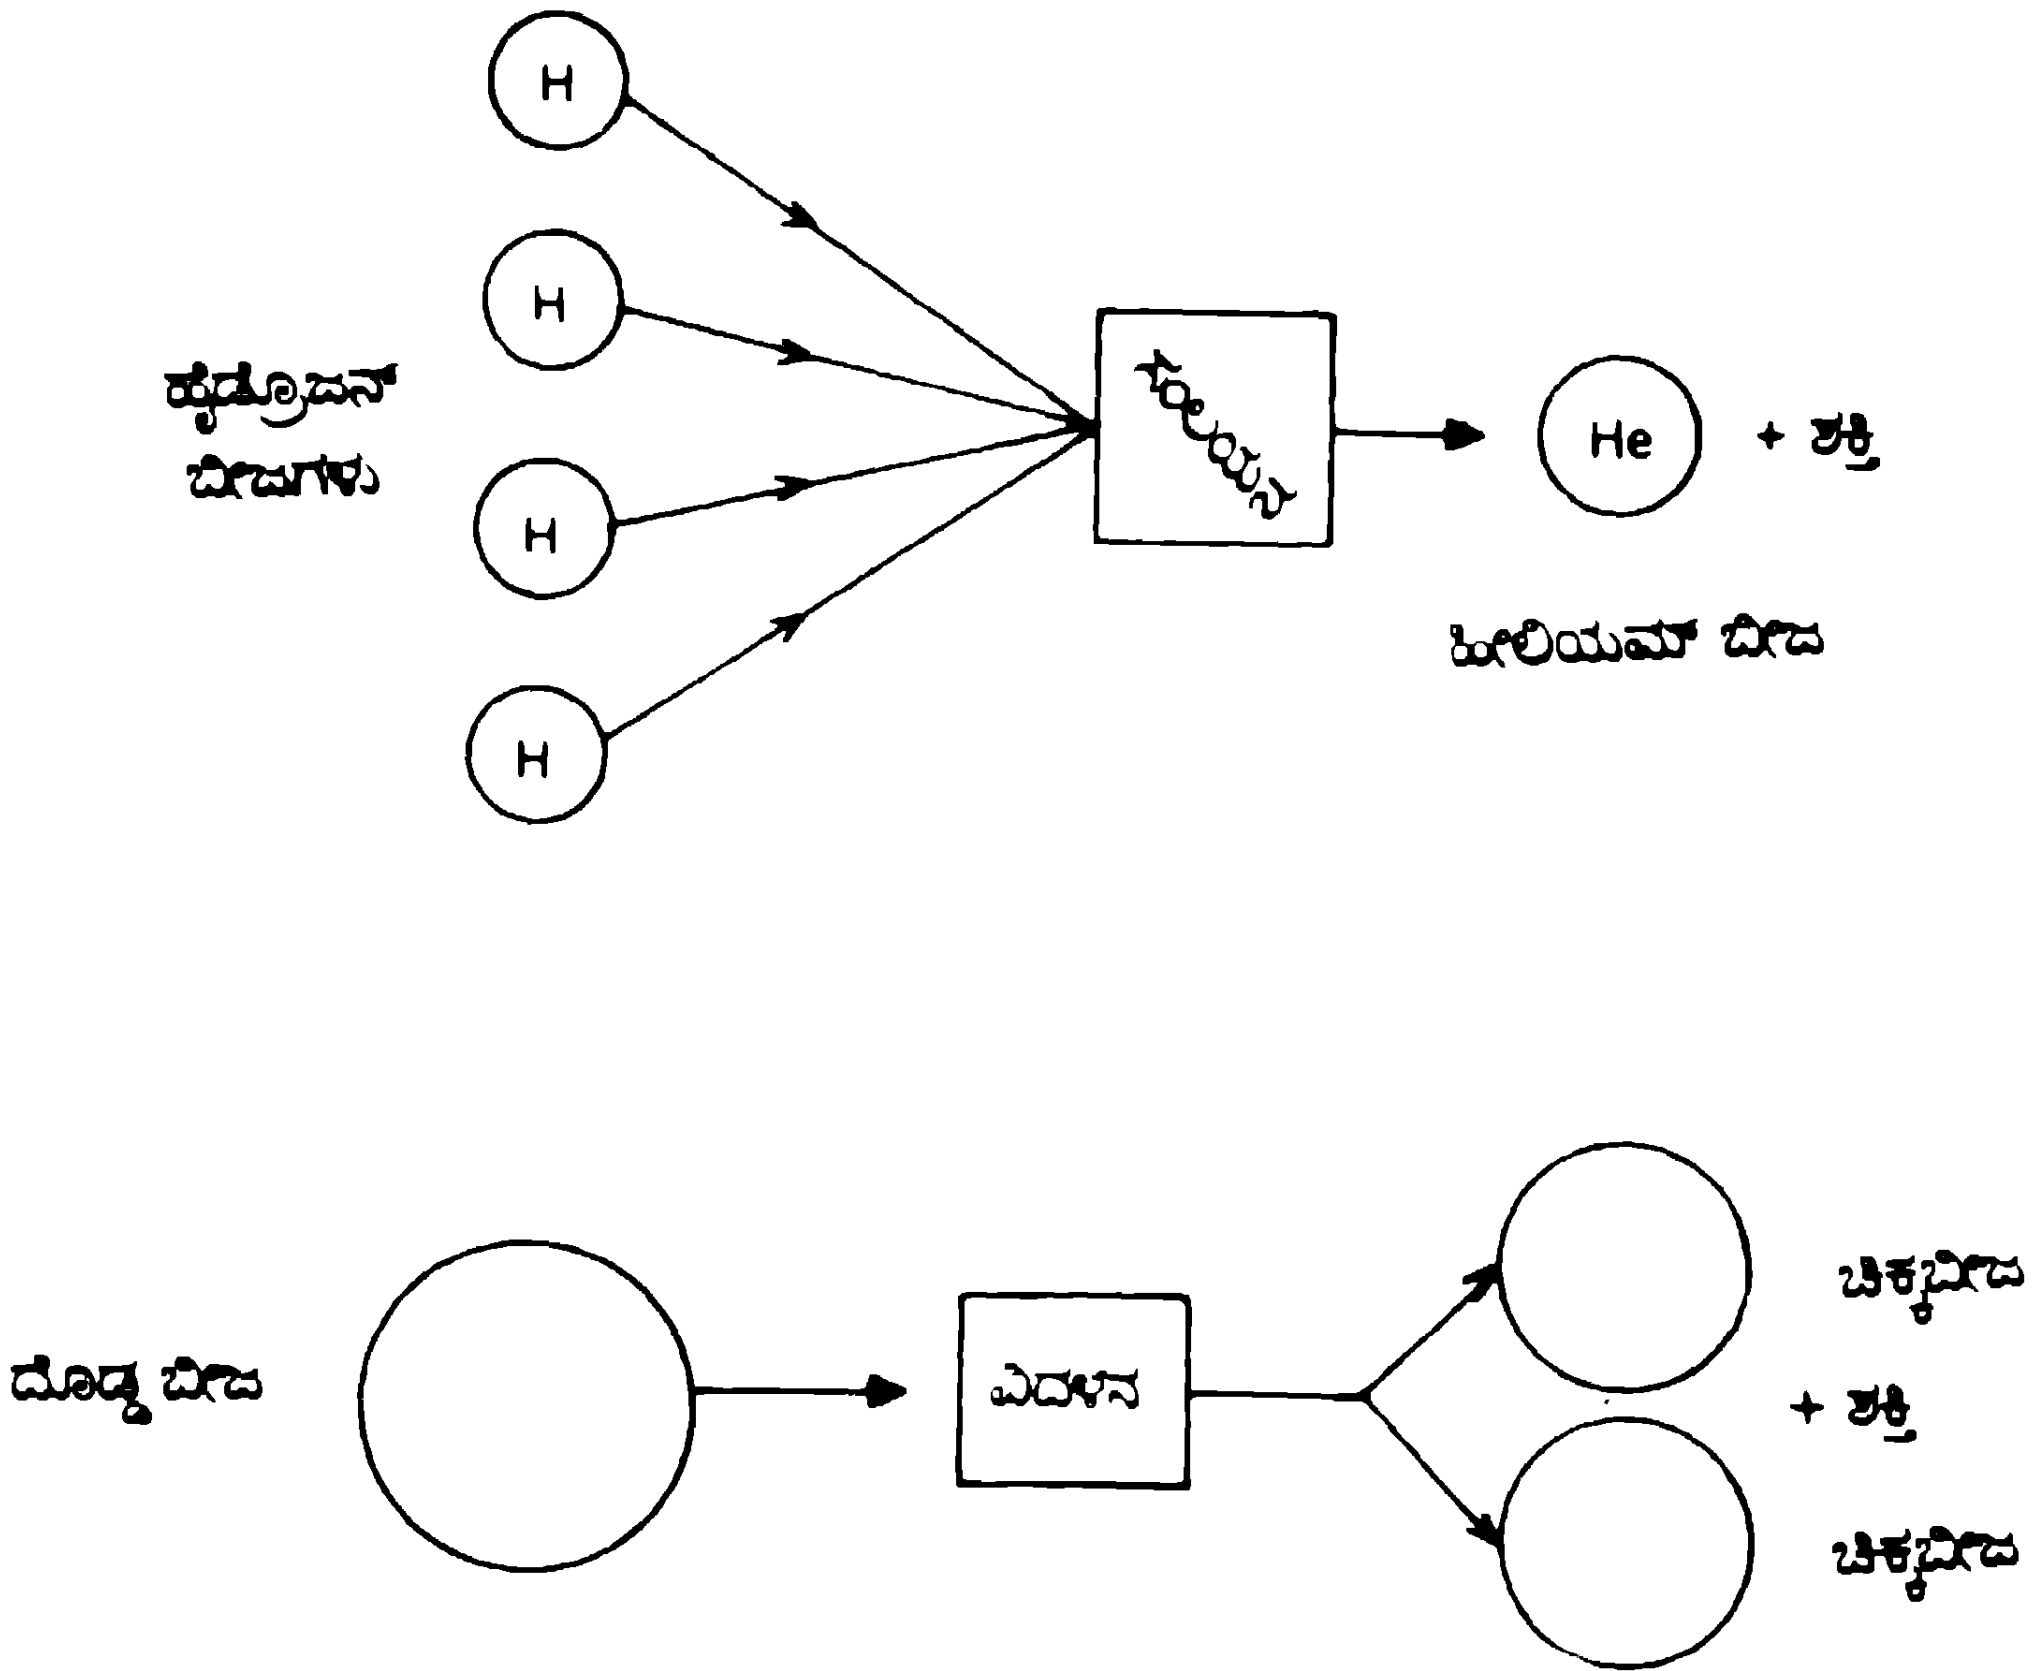 H
H
ಹೈಡ್ರೊಜನ್
ಬೀಜಗಳು
H
H
ಸಂಲಯನ
He + ಶಕ್ತಿ
ಹೀಲಿಯಮ್ ಬೀಜ
ದೊಡ್ಡ ಬೀಜ
ವಿದಳನ
ಚಿಕ್ಕಬೀಜ
+ ಶಕ್ತಿ
ಚಿಕ್ಕಬೀಜ